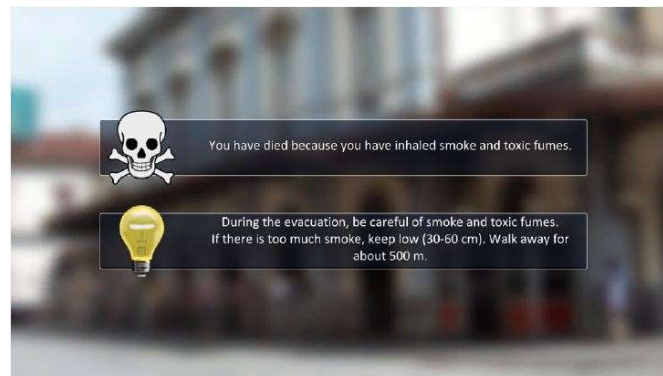 You have died because you have inhaled smoke and toxic fumes.
During the evacuation, be careful of smoke and toxic fumes.
If there is too much smoke, keep low (30-60 cm). Walk away for
about 500 m.